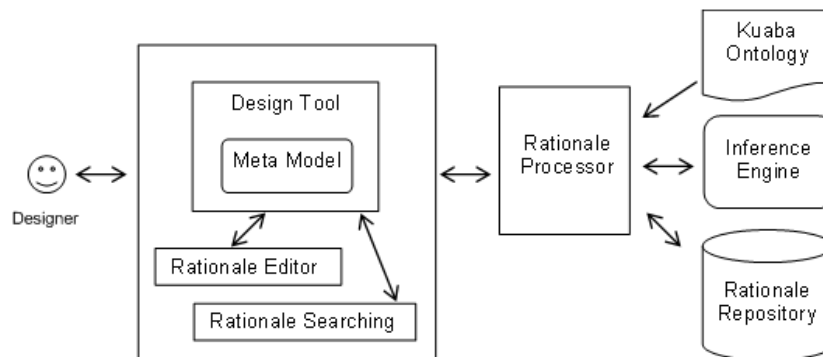 Kuaba
Ontology
Design Tool
Meta Model
Rationale
Processor
Inference
Engine
Designer
Rationale Editor
Rationale Searching
Rationale
Repository